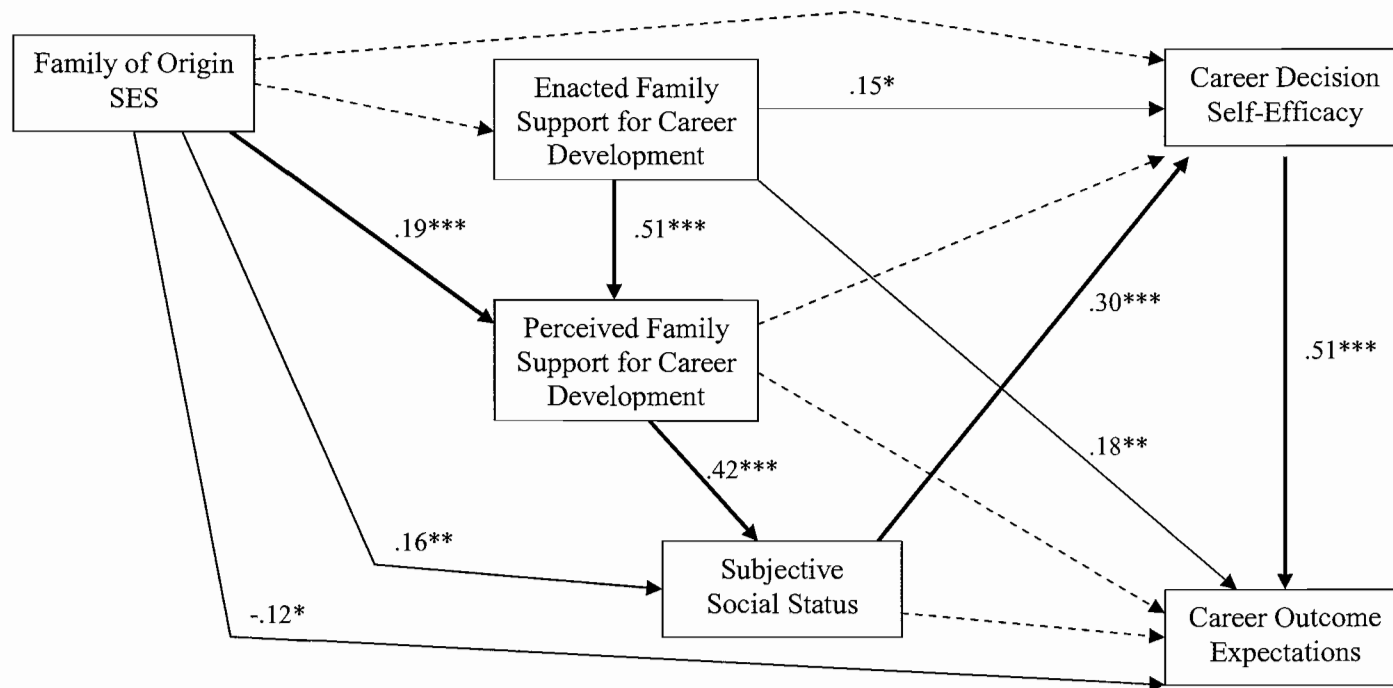 Family of Origin
SES
Enacted Family
Support for Career
Development
.15*
Career Decision
Self-Efficacy
.19***
.51***
Perceived Family
Support for Career
Development
.30***
.51***
.42***
.18**
.16**
Subjective
Social Status
-.12*
Career Outcome
Expectations